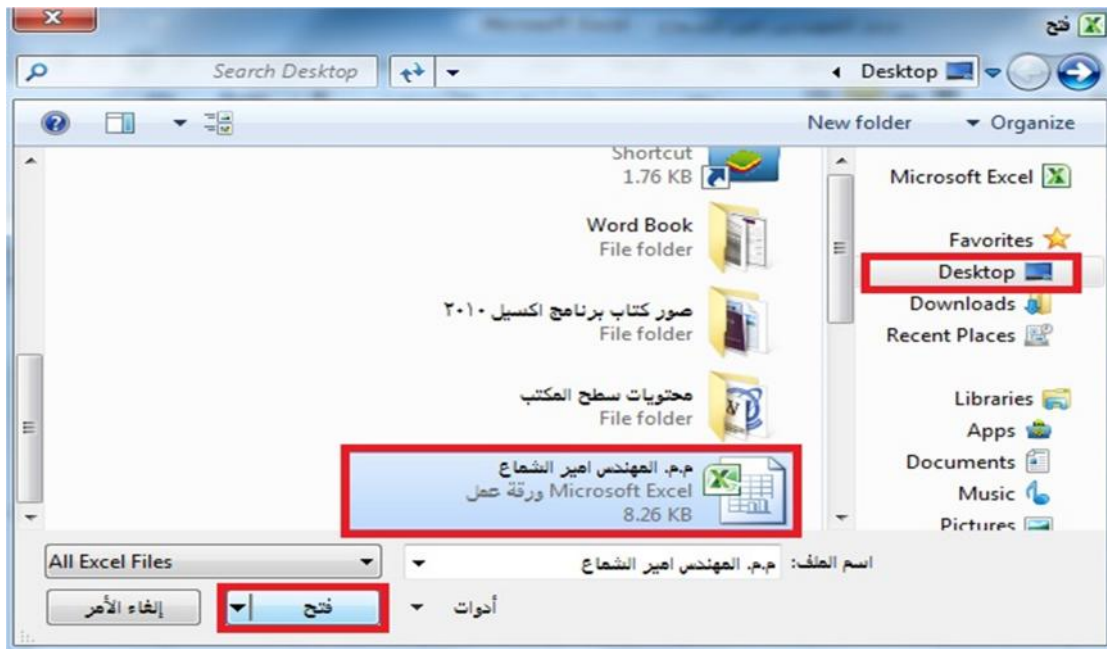 فتح
Desktop
Search Desktop
Organize
New folder
Microsoft Excel
Favorites
Desktop
Downloads
Recent Places
Libraries
Apps
Documents
Music
Pictures
Shortcut
1.76 KB
Word Book
File folder
صور كتاب برنامج اكسيل ٢٠١٠
File folder
محتويات سطح المكتب
File folder
م.م. المهندس امير الشماع
Microsoft Excel ورقة عمل
8.26 KB
اسم الملف: م.م. المهندس امير الشماع
All Excel Files
أدوات
فتح
إلغاء الأمر